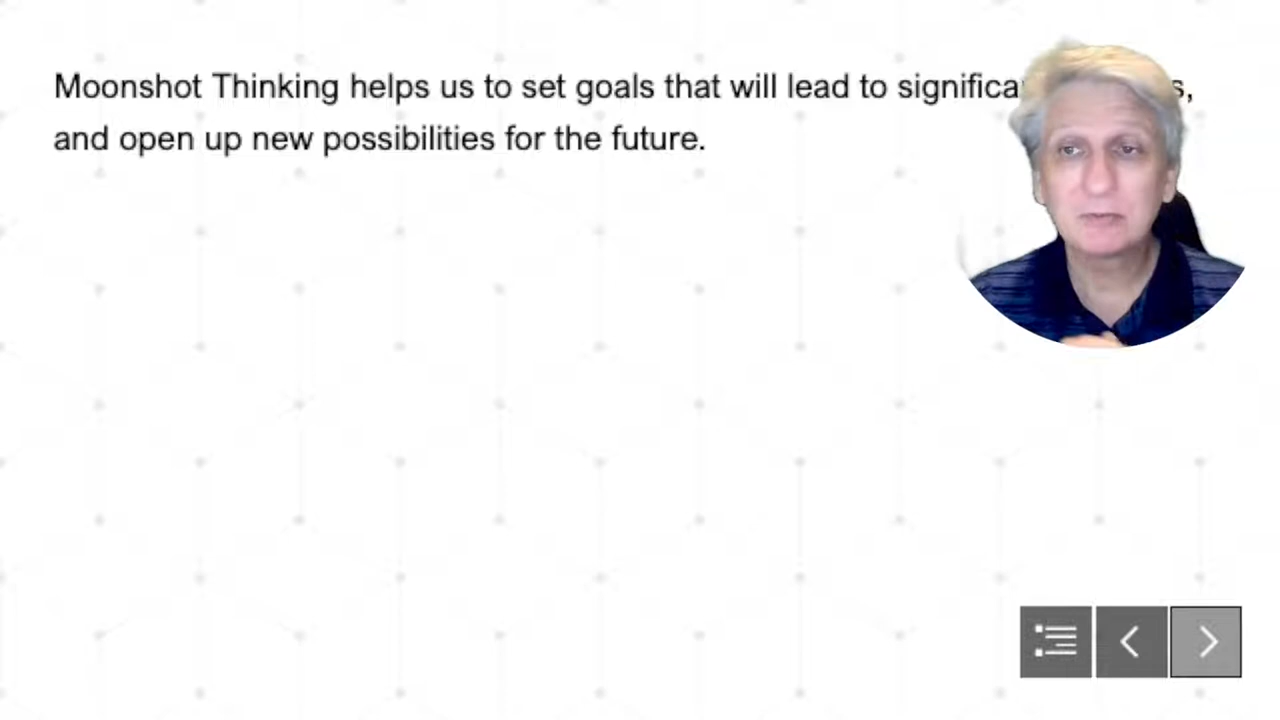 Moonshot Thinking helps us to set goals that will lead to
and open up new possibilities for the future.